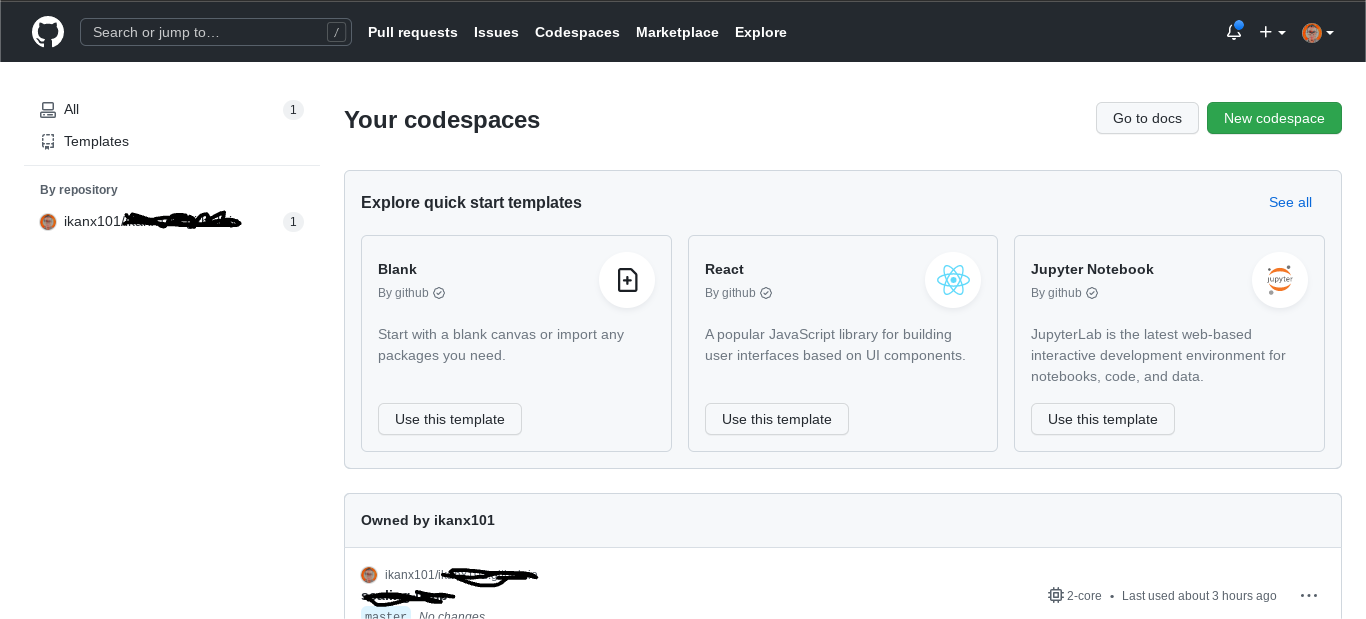 Search or jump to… /
Pull requests Issues Codespaces Marketplace Explore
All 1
Templates
By repository
ikanx101/ 1
Your codespaces
Go to docs
New codespace
Explore quick start templates
See all
Blank
By github
Start with a blank canvas or import any
packages you need.
Use this template
React
By github
A popular JavaScript library for building
user interfaces based on UI components.
Use this template
Jupyter Notebook
By github
jupyter
JupyterLab is the latest web-based
interactive development environment for
notebooks, code, and data.
Use this template
Owned by ikanx101
ikanx101/
2-core • Last used about 3 hours ago
master No changes